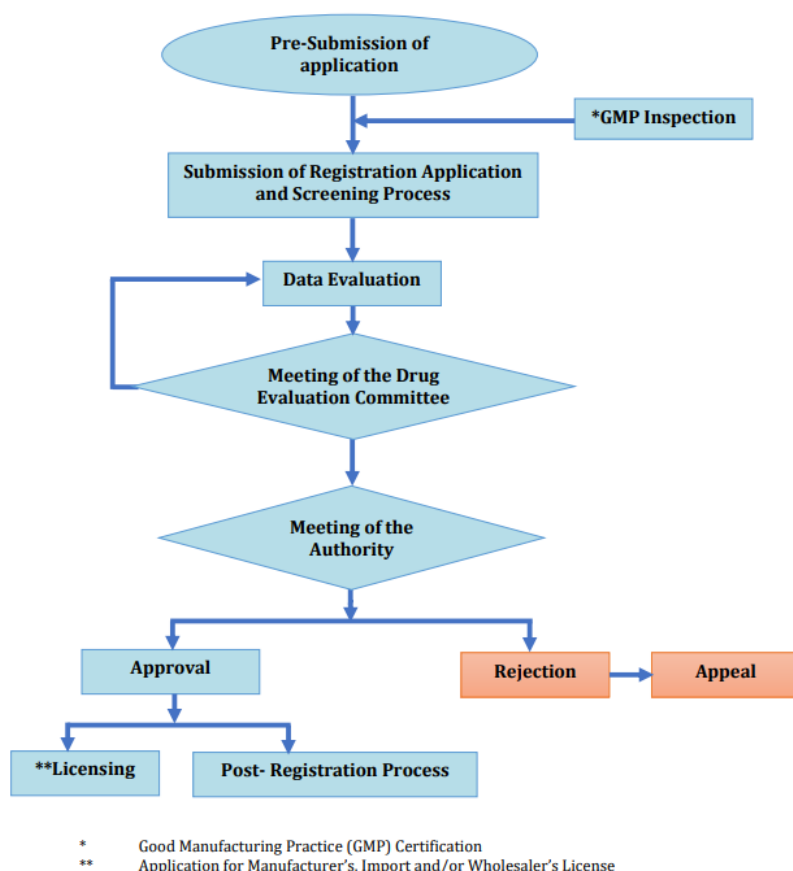 Pre-Submission of
application
*GMP Inspection
Submission of Registration Application
and Screening Process
Data Evaluation
Meeting of the Drug
Evaluation Committee
Meeting of the
Authority
Approval
Rejection
Appeal
**Licensing
Post- Registration Process
* Good Manufacturing Practice (GMP) Certification
** Application for Manufacturer's, Import and/or Wholesaler's License